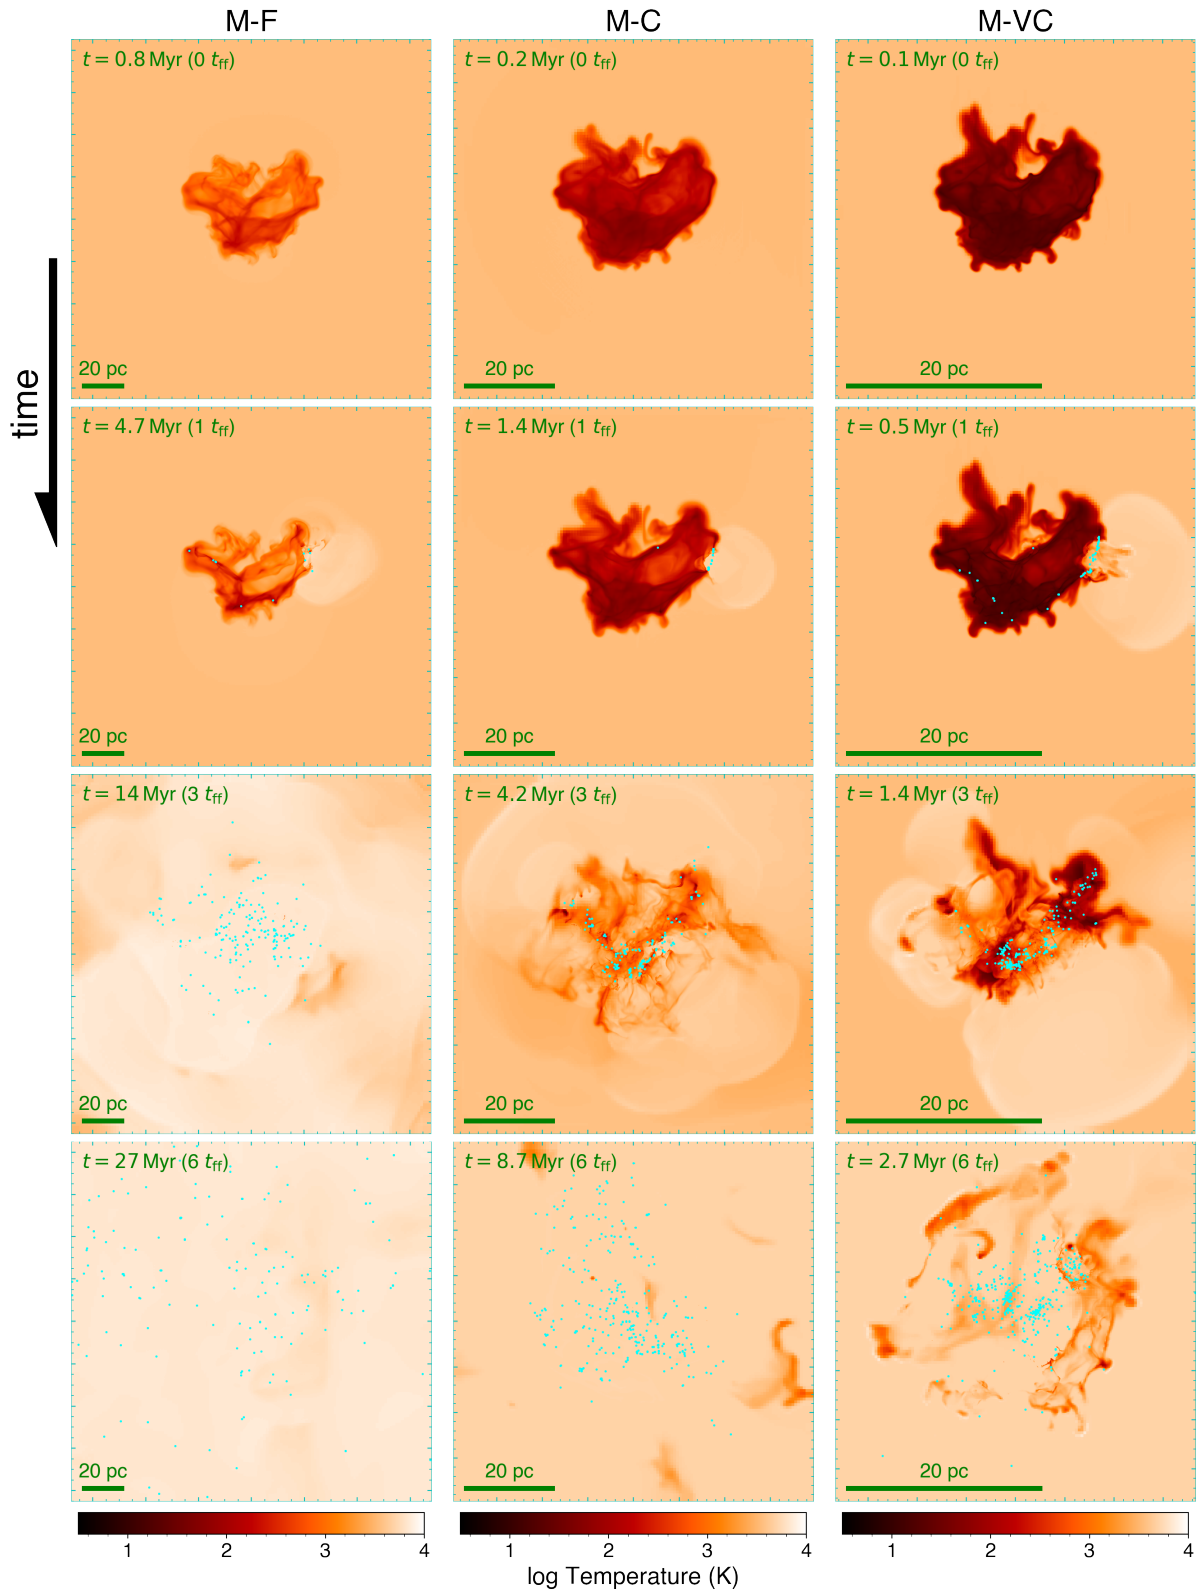 M-F M-C M-VC
t = 0.8 Myr (0 tff) t = 0.2 Myr (0 tff) t = 0.1 Myr (0 tff)
20 pc 20 pc 20 pc
time
t = 4.7 Myr (1 tff) t = 1.4 Myr (1 tff) t = 0.5 Myr (1 tff)
20 pc 20 pc 20 pc
t = 14 Myr (3 tff) t = 4.2 Myr (3 tff) t = 1.4 Myr (3 tff)
20 pc 20 pc 20 pc
t = 27 Myr (6 tff) t = 8.7 Myr (6 tff) t = 2.7 Myr (6 tff)
20 pc 20 pc 20 pc
1 2 3 4 1 2 3 4 1 2 3 4
log Temperature (K)